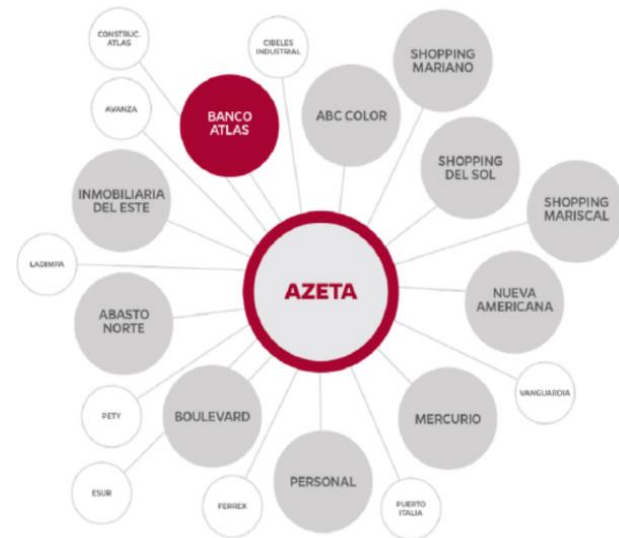 CONSTRUC.
ATLAS
CIBELES
INDUSTRIAL
SHOPPING
MARIANO
AVANZA
BANCO
ATLAS
ABC COLOR
SHOPPING
DEL SOL
INMOBILIARIA
DEL ESTE
SHOPPING
MARISCAL
LADIMPA
AZETA
NUEVA
AMERICANA
ABASTO
NORTE
VANGUARDIA
PETY
BOULEVARD
MERCURIO
ESUR
FERREX
PERSONAL
PUERTO
ITALIA